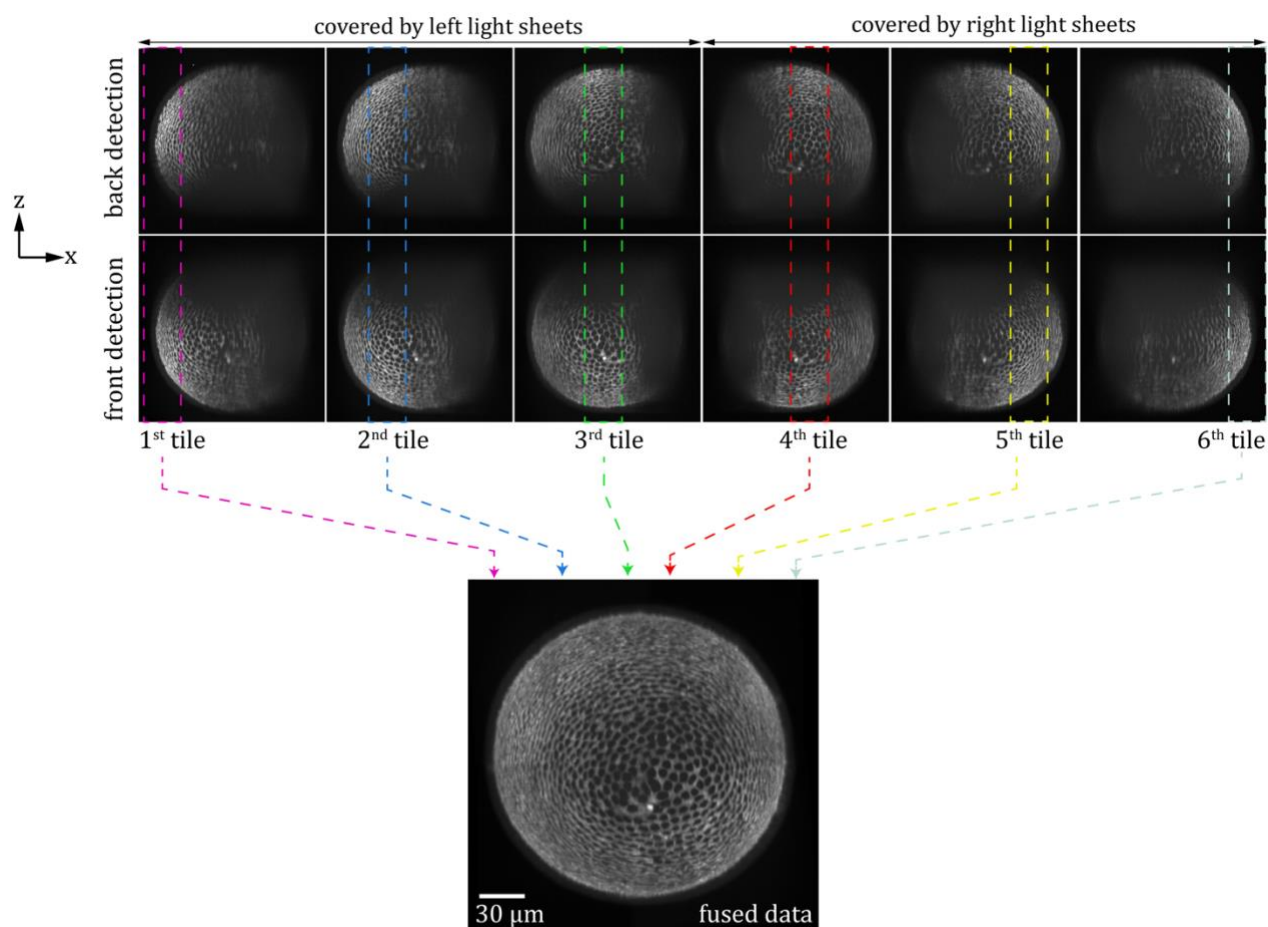 covered by left light sheets
covered by right light sheets
back detection
z
x
front detection
1st tile
2nd tile
3rd tile
4th tile
5th tile
6th tile
30 µm
fused data